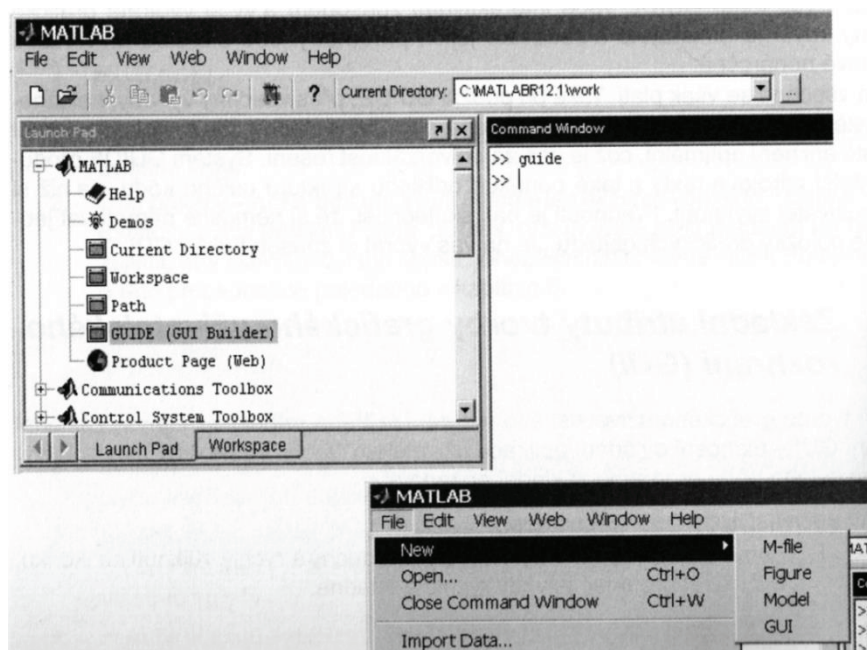 MATLAB
File Edit View Web Window Help
? Current Directory: C:\MATLABR12.1\work ...
Launch Pad
Command Window
MATLAB
Help
Demos
Current Directory
Workspace
Path
GUIDE (GUI Builder)
Product Page (Web)
Communications Toolbox
Control System Toolbox
Launch Pad Workspace
>> guide
>>
MATLAB
File Edit View Web Window Help
New
Open... Ctrl+O
Close Command Window Ctrl+W
Import Data...
M-file
Figure
Model
GUI